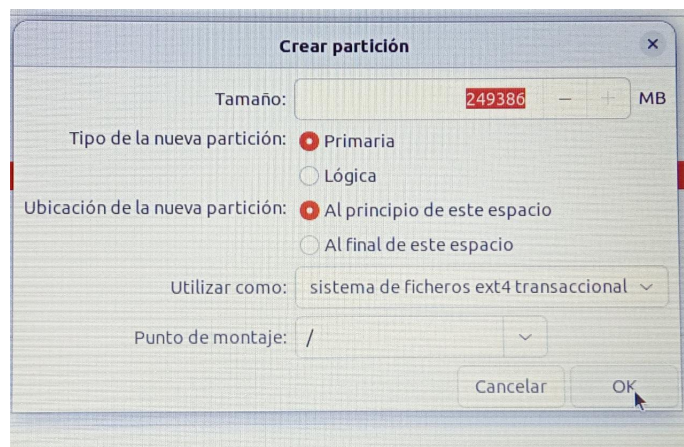 Crear partición
Tamaño: 249386 MB
Tipo de la nueva partición: Primaria
Lógica
Ubicación de la nueva partición: Al principio de este espacio
Al final de este espacio
Utilizar como: sistema de ficheros ext4 transaccional
Punto de montaje: /
Cancelar OK